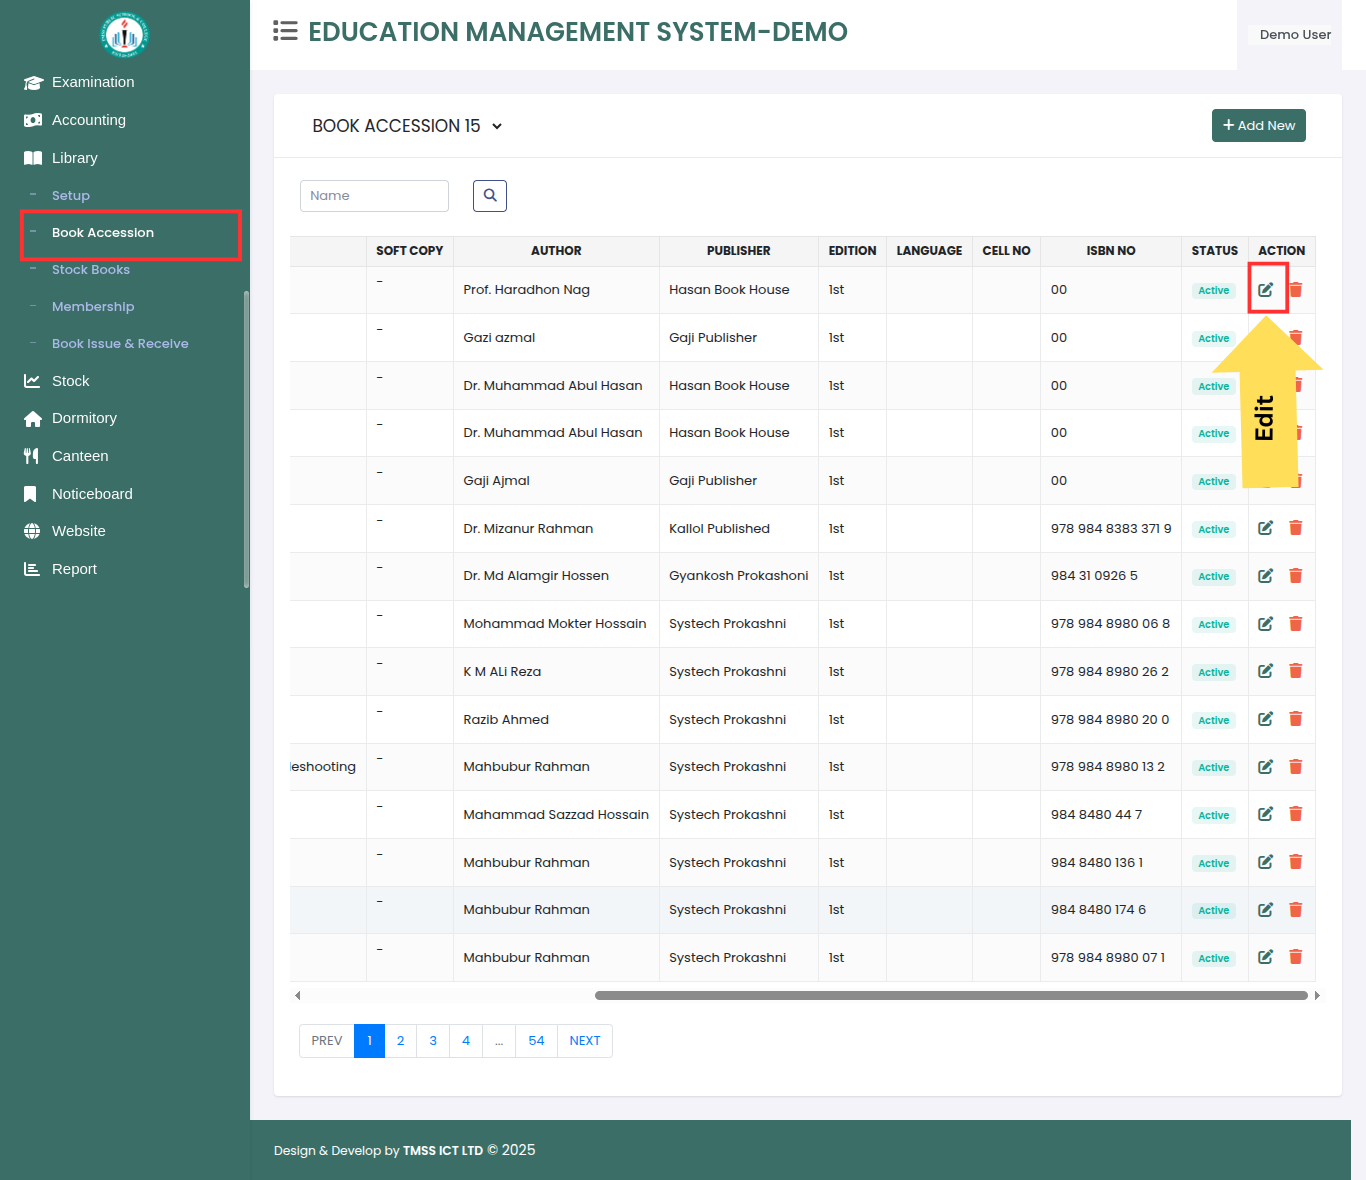 EDUCATION MANAGEMENT SYSTEM-DEMO
Demo User
Examination
Accounting
Library
Setup
Book Accession
Stock Books
Membership
Book Issue & Receive
Stock
Dormitory
Canteen
Noticeboard
Website
Report
BOOK ACCESSION 15
+ Add New
Name
SOFT COPY AUTHOR PUBLISHER EDITION LANGUAGE CELL NO ISBN NO STATUS ACTION
- Prof. Haradhon Nag Hasan Book House 1st 00 Active
- Gazi azmal Gaji Publisher 1st 00 Active
- Dr. Muhammad Abul Hasan Hasan Book House 1st 00 Active
- Dr. Muhammad Abul Hasan Hasan Book House 1st 00 Active
- Gaji Ajmal Gaji Publisher 1st 00 Active
Edit
- Dr. Mizanur Rahman Kallol Published 1st 978 984 8383 371 9 Active
- Dr. Md Alamgir Hossen Gyankosh Prokashoni 1st 984 31 0926 5 Active
- Mohammad Mokter Hossain Systech Prokashni 1st 978 984 8980 06 8 Active
- K M ALi Reza Systech Prokashni 1st 978 984 8980 26 2 Active
- Razib Ahmed Systech Prokashni 1st 978 984 8980 20 0 Active
leshooting - Mahbubur Rahman Systech Prokashni 1st 978 984 8980 13 2 Active
- Mahammad Sazzad Hossain Systech Prokashni 1st 984 8480 44 7 Active
- Mahbubur Rahman Systech Prokashni 1st 984 8480 136 1 Active
- Mahbubur Rahman Systech Prokashni 1st 984 8480 174 6 Active
- Mahbubur Rahman Systech Prokashni 1st 978 984 8980 07 1 Active
PREV 1 2 3 4 ... 54 NEXT
Design & Develop by TMSS ICT LTD © 2025